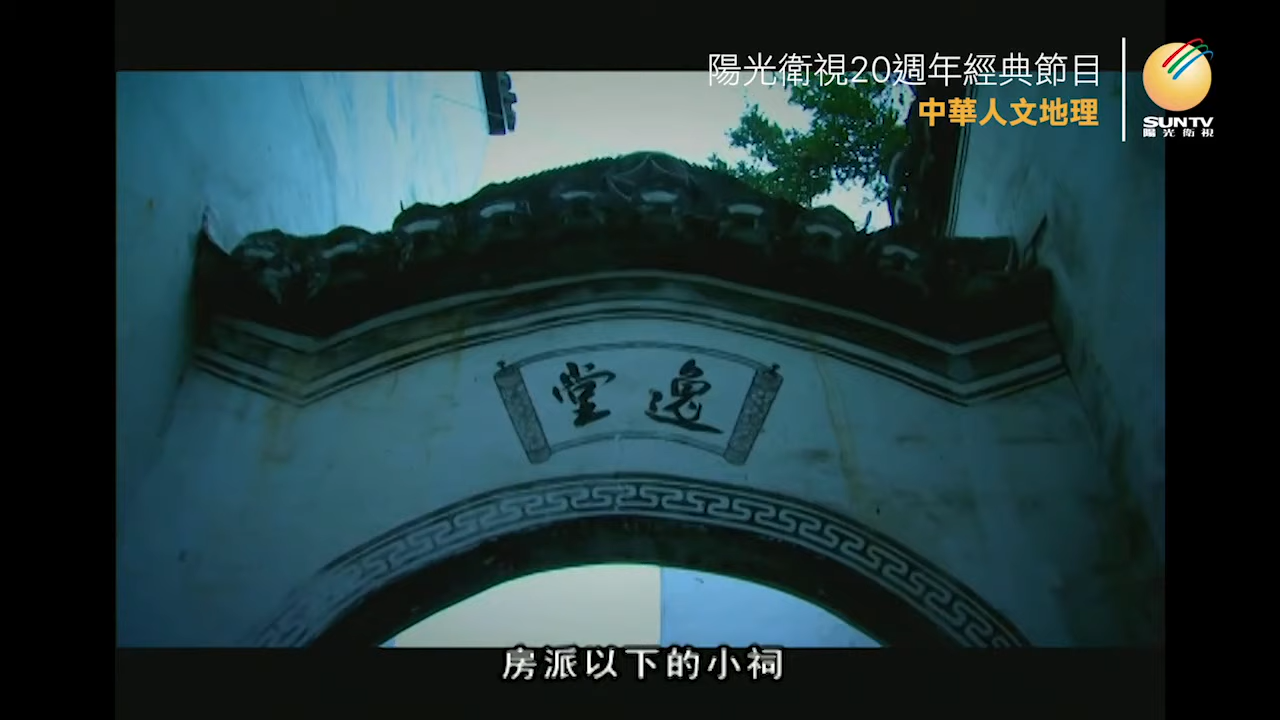 陽光衛視20週年經典節目
中華人文地理
SUNTV
陽光衛視
堂逸
房派以下的小祠